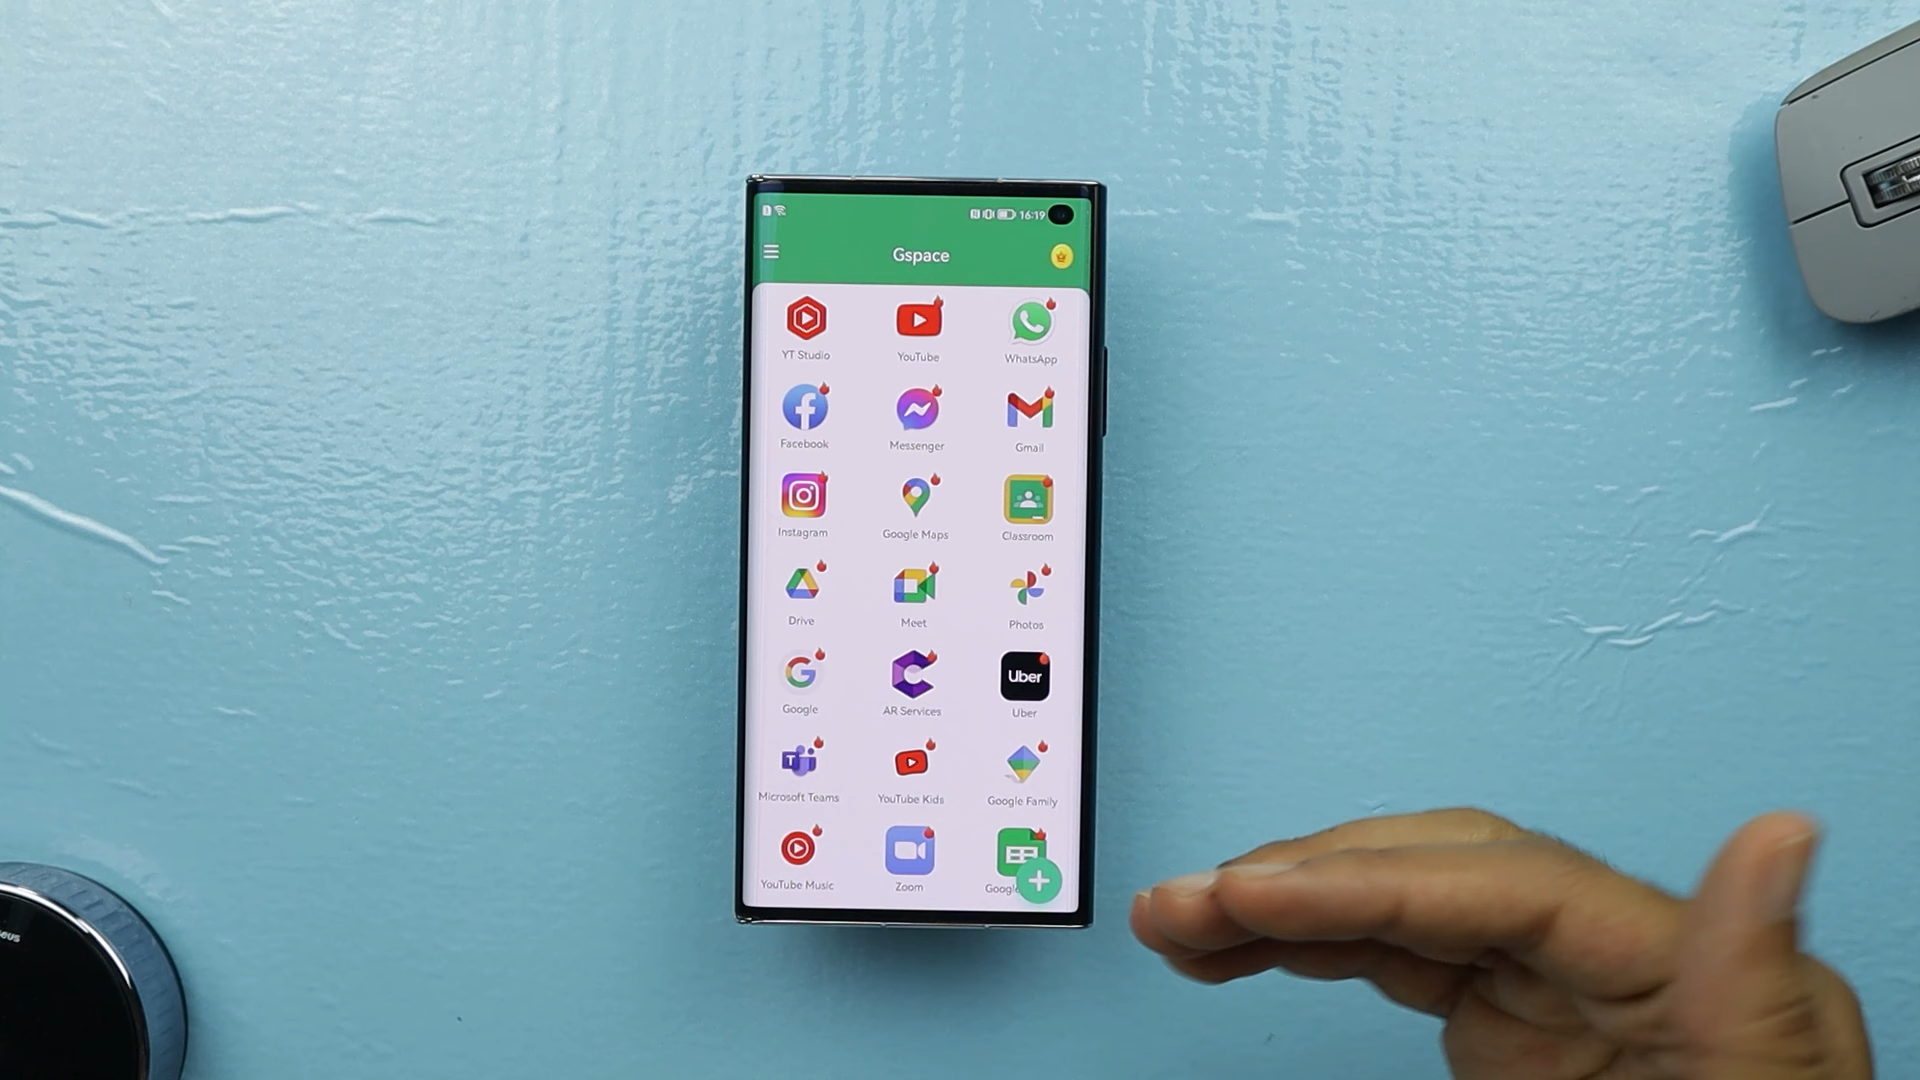 16:19
Gspace
YT Studio YouTube WhatsApp
Facebook Messenger Gmail
Instagram Google Maps Classroom
Drive Meet Photos
Uber
Google AR Services Uber
Microsoft Teams YouTube Kids Google Family
YouTube Music Zoom